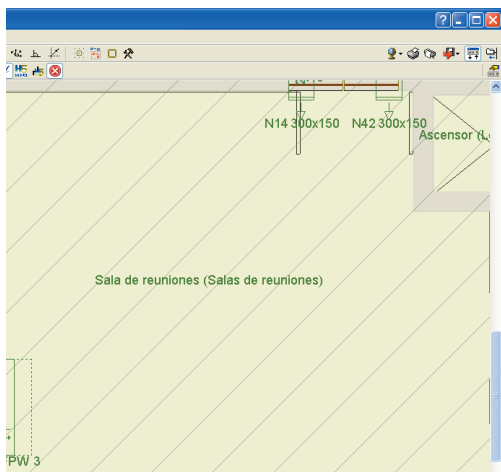 N14 300x150
N42 300x150
Ascensor (L
Sala de reuniones (Salas de reuniones)
PW 3